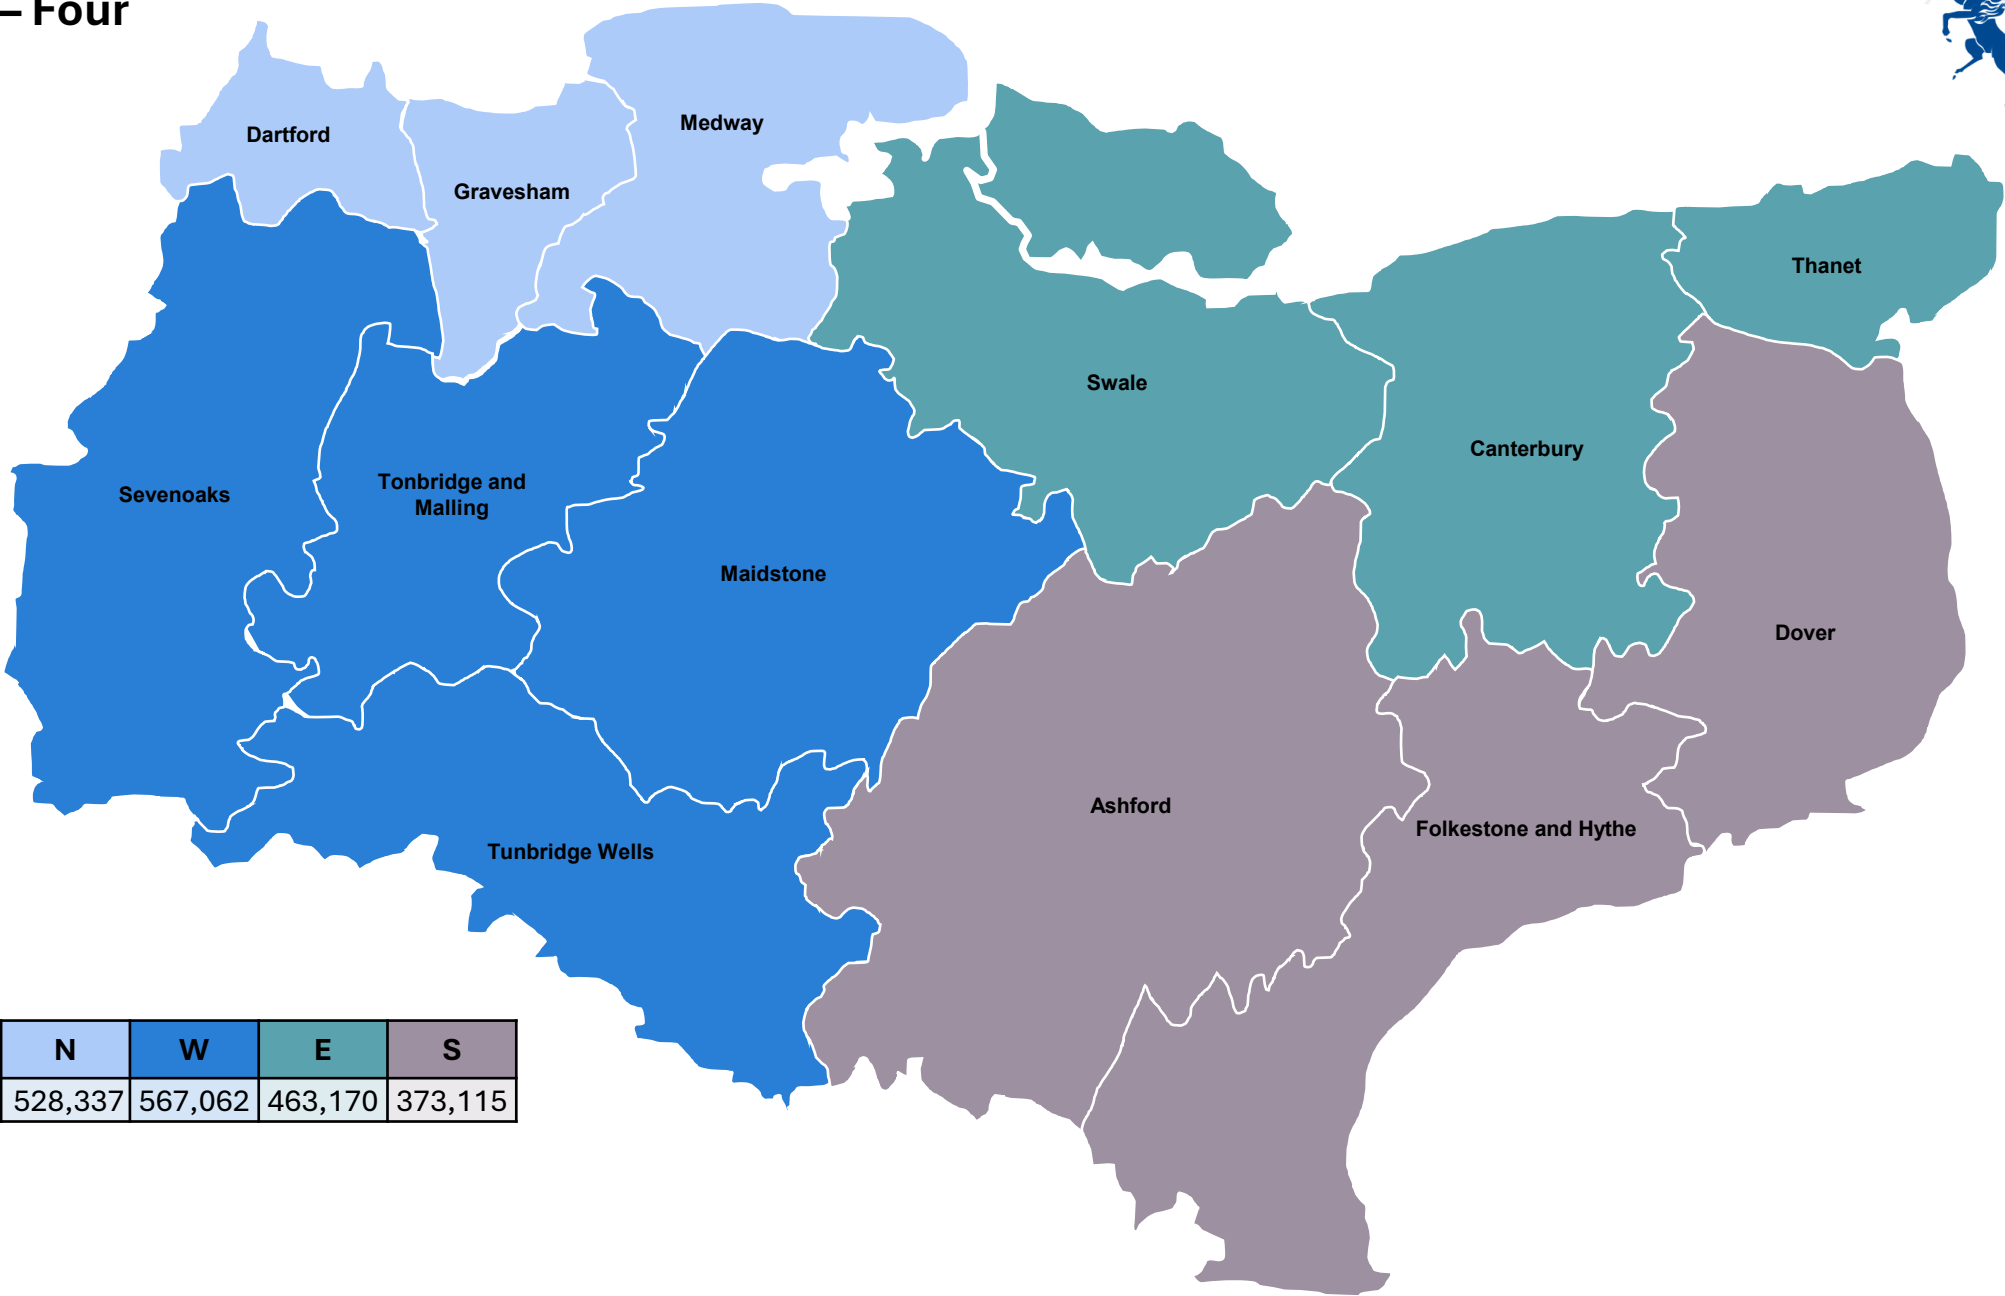 – Four
Dartford
Medway
Gravesham
Thanet
Swale
Canterbury
Sevenoaks
Tonbridge and
Malling
Maidstone
Dover
Ashford
Folkestone and Hythe
Tunbridge Wells
N W E S
528,337 567,062 463,170 373,115